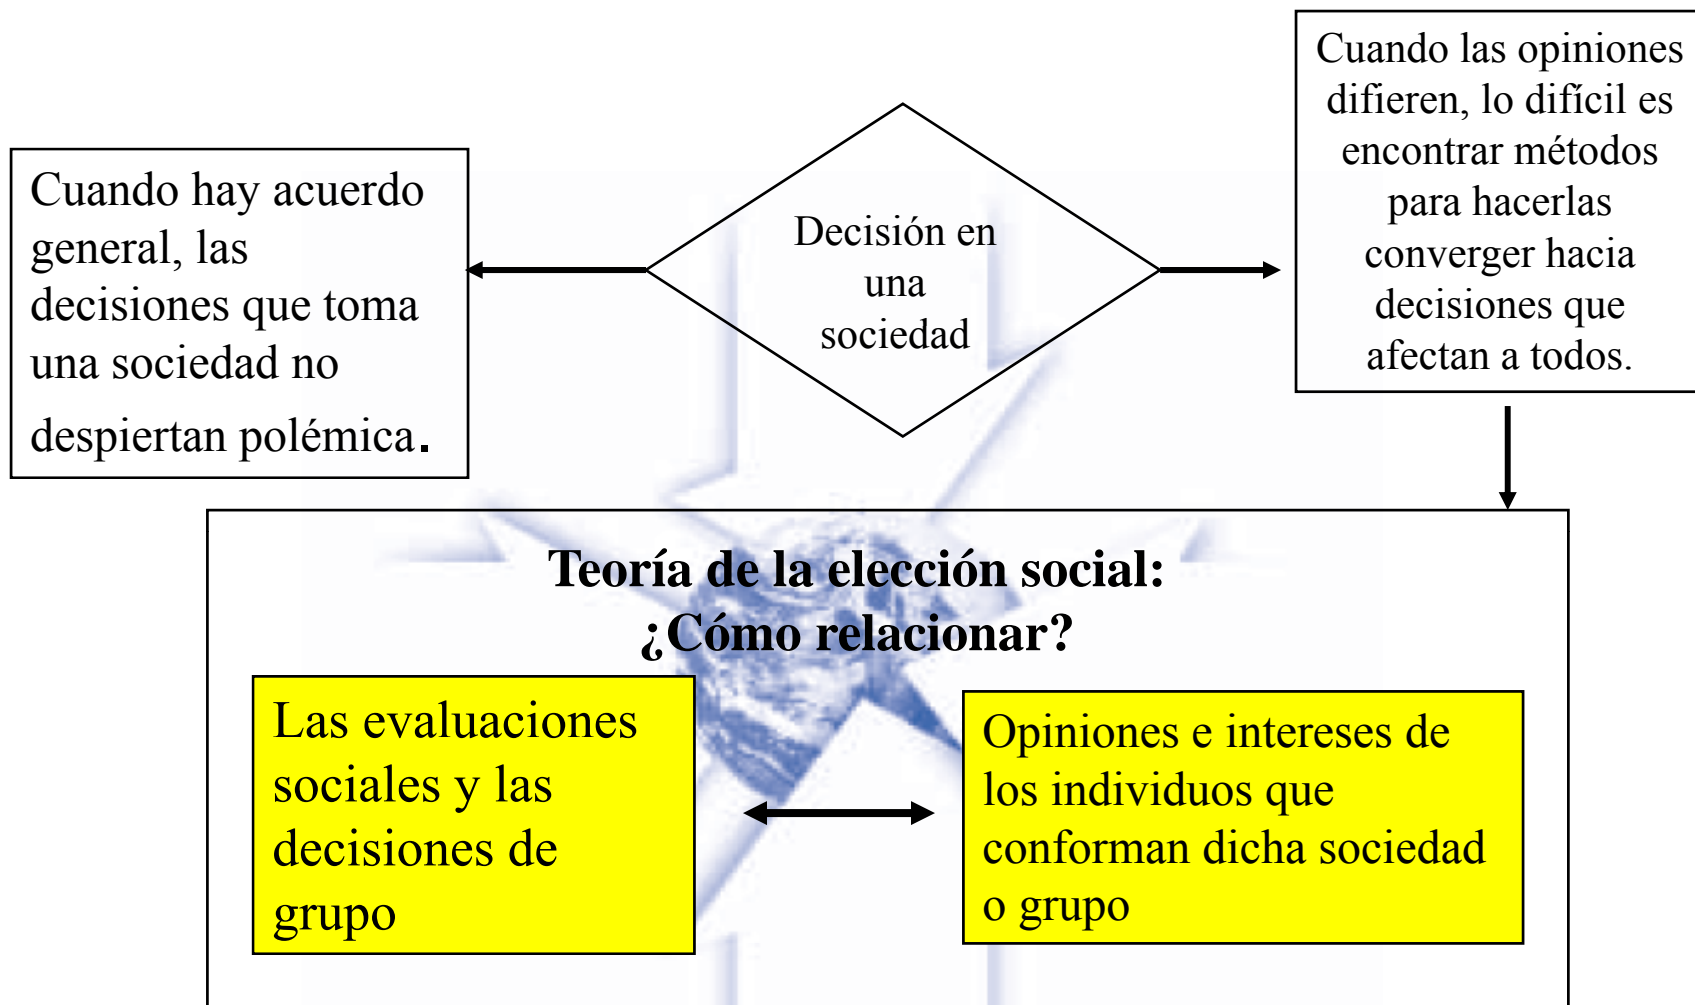 Cuando hay acuerdo
general, las
decisiones que toma
una sociedad no
despiertan polémica.
Decisión en
una
sociedad
Cuando las opiniones
difieren, lo difícil es
encontrar métodos
para hacerlas
converger hacia
decisiones que
afectan a todos.
Teoría de la elección social:
¿Cómo relacionar?
Las evaluaciones
sociales y las
decisiones de
grupo
Opiniones e intereses de
los individuos que
conforman dicha sociedad
o grupo